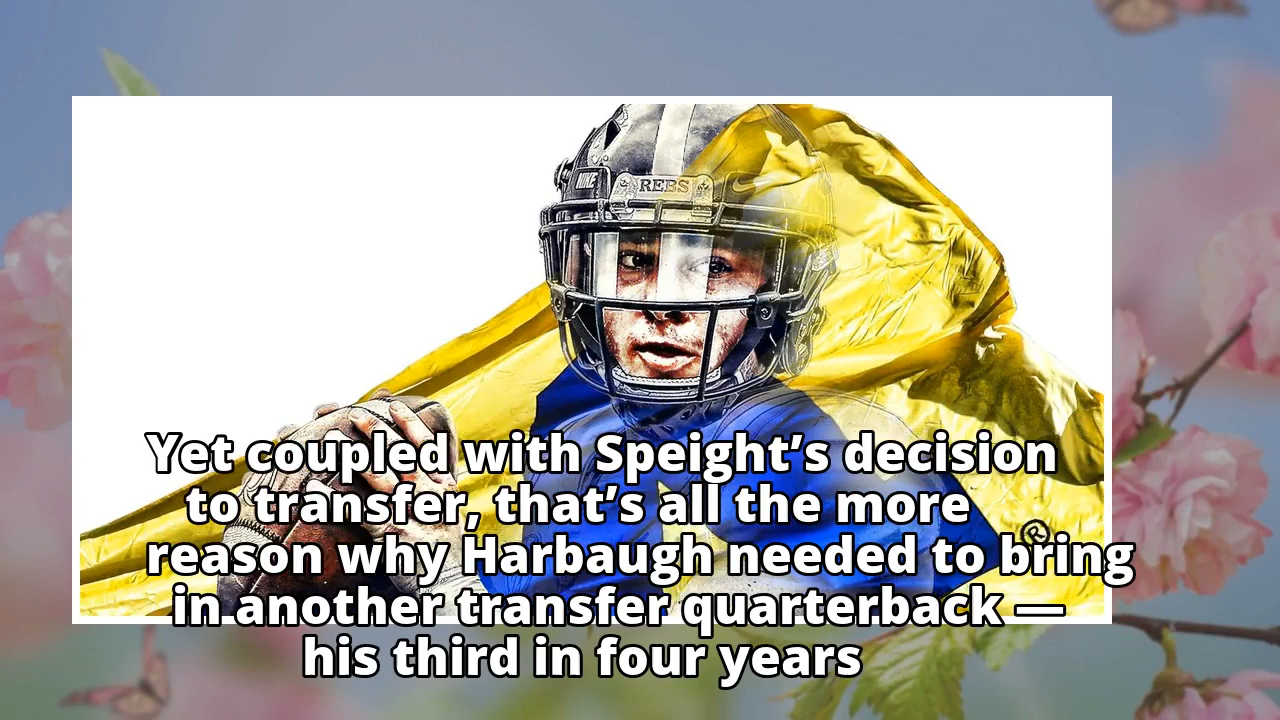 NIKE
REBS
Yet coupled with Speight’s decision
to transfer, that’s all the more
®
reason why Harbaugh needed to bring
in another transfer quarterback —
his third in four years